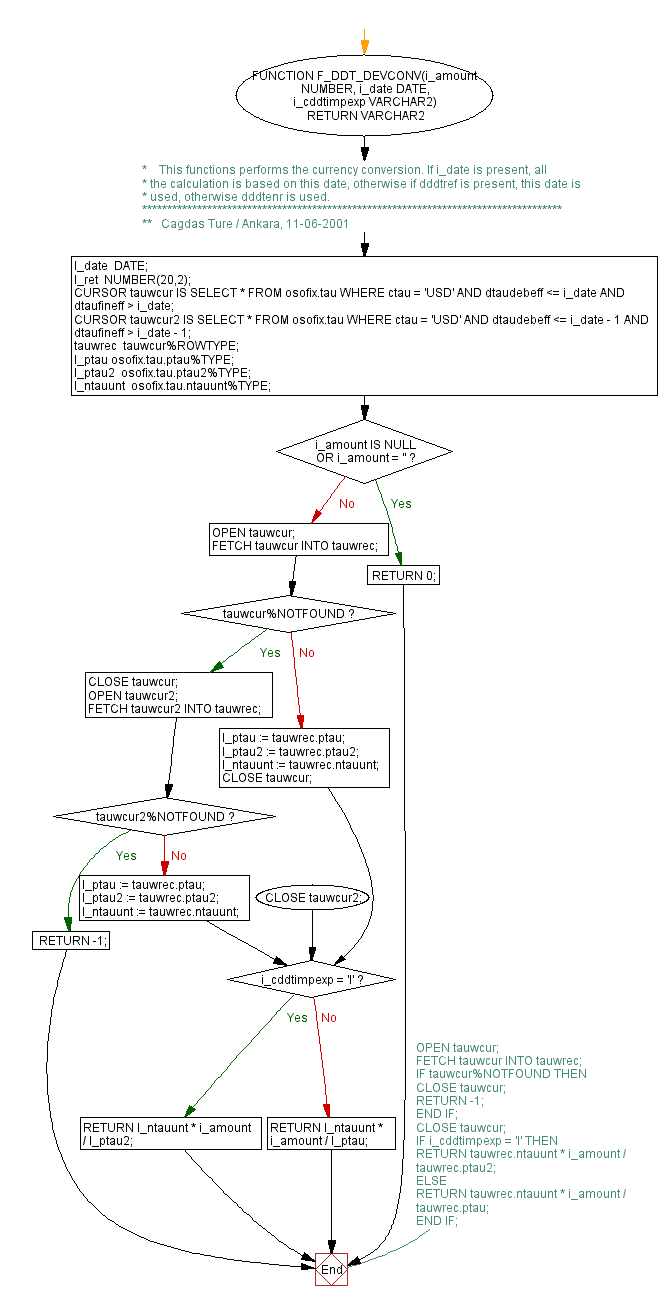 FUNCTION F_DDT_DEVCONV(i_amount
NUMBER, i_date DATE,
i_cddtimpexp VARCHAR2)
RETURN VARCHAR2
* This functions performs the currency conversion. If i_date is present, all
* the calculation is based on this date, otherwise if dddtref is present, this date is
* used, otherwise dddtenr is used.
************************************************************************************
** Cagdas Ture / Ankara, 11-06-2001
l_date DATE;
l_ret NUMBER(20,2);
CURSOR tauwcur IS SELECT * FROM osofix.tau WHERE ctau = 'USD' AND dtaudebeff <= i_date AND
dtaufineff > i_date;
CURSOR tauwcur2 IS SELECT * FROM osofix.tau WHERE ctau = 'USD' AND dtaudebeff <= i_date - 1 AND
dtaufineff > i_date - 1;
tauwrec tauwcur%ROWTYPE;
l_ptau osofix.tau.ptau%TYPE;
l_ptau2 osofix.tau.ptau2%TYPE;
l_ntauunt osofix.tau.ntauunt%TYPE;
i_amount IS NULL
OR i_amount = '' ?
No
Yes
OPEN tauwcur;
FETCH tauwcur INTO tauwrec;
RETURN 0;
tauwcur%NOTFOUND ?
Yes
No
CLOSE tauwcur;
OPEN tauwcur2;
FETCH tauwcur2 INTO tauwrec;
l_ptau := tauwrec.ptau;
l_ptau2 := tauwrec.ptau2;
l_ntauunt := tauwrec.ntauunt;
CLOSE tauwcur;
tauwcur2%NOTFOUND ?
Yes
No
l_ptau := tauwrec.ptau;
l_ptau2 := tauwrec.ptau2;
l_ntauunt := tauwrec.ntauunt;
CLOSE tauwcur2;
RETURN -1;
i_cddtimpexp = 'I' ?
Yes
No
OPEN tauwcur;
FETCH tauwcur INTO tauwrec;
IF tauwcur%NOTFOUND THEN
CLOSE tauwcur;
RETURN -1;
END IF;
CLOSE tauwcur;
IF i_cddtimpexp = 'I' THEN
RETURN tauwrec.ntauunt * i_amount /
tauwrec.ptau2;
ELSE
RETURN tauwrec.ntauunt * i_amount /
tauwrec.ptau;
END IF;
RETURN l_ntauunt * i_amount
/ l_ptau2;
RETURN l_ntauunt *
i_amount / l_ptau;
End